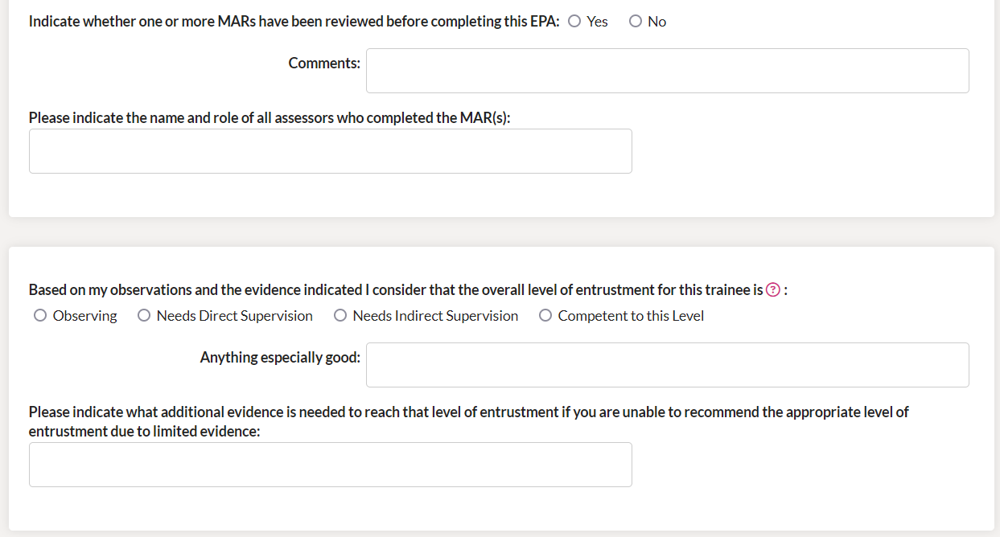 Indicate whether one or more MARs have been reviewed before completing this EPA: Yes No
Comments:
Please indicate the name and role of all assessors who completed the MAR(s):
Based on my observations and the evidence indicated I consider that the overall level of entrustment for this trainee is ? :
Observing Needs Direct Supervision Needs Indirect Supervision Competent to this Level
Anything especially good:
Please indicate what additional evidence is needed to reach that level of entrustment if you are unable to recommend the appropriate level of
entrustment due to limited evidence: